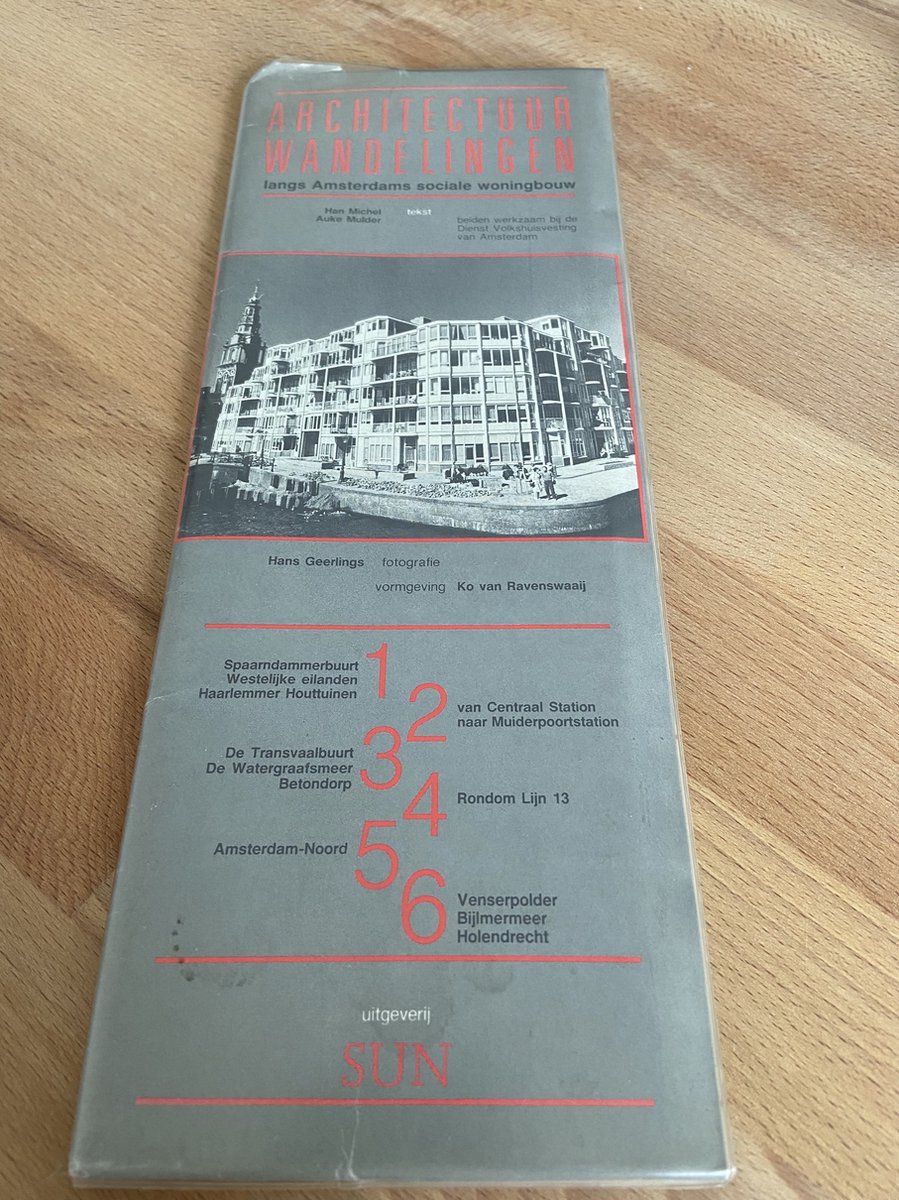 ARCHITECTUUR
WANDELINGEN
langs Amsterdams sociale woningbouw
Han Michel
Auke Mulder
tekst
beiden werkzaam bij de
Dienst Volkshuisvesting
van Amsterdam
Hans Geerlings fotografie
vormgeving Ko van Ravenswaaij
1
Spaarndammerbuurt
Westelijke eilanden
Haarlemmer Houttuinen
2
van Centraal Station
naar Muiderpoortstation
3
De Transvaalbuurt
De Watergraafsmeer
Betondorp
4
Rondom Lijn 13
5
Amsterdam-Noord
6
Venserpolder
Bijlmermeer
Holendrecht
uitgeverij
SUN